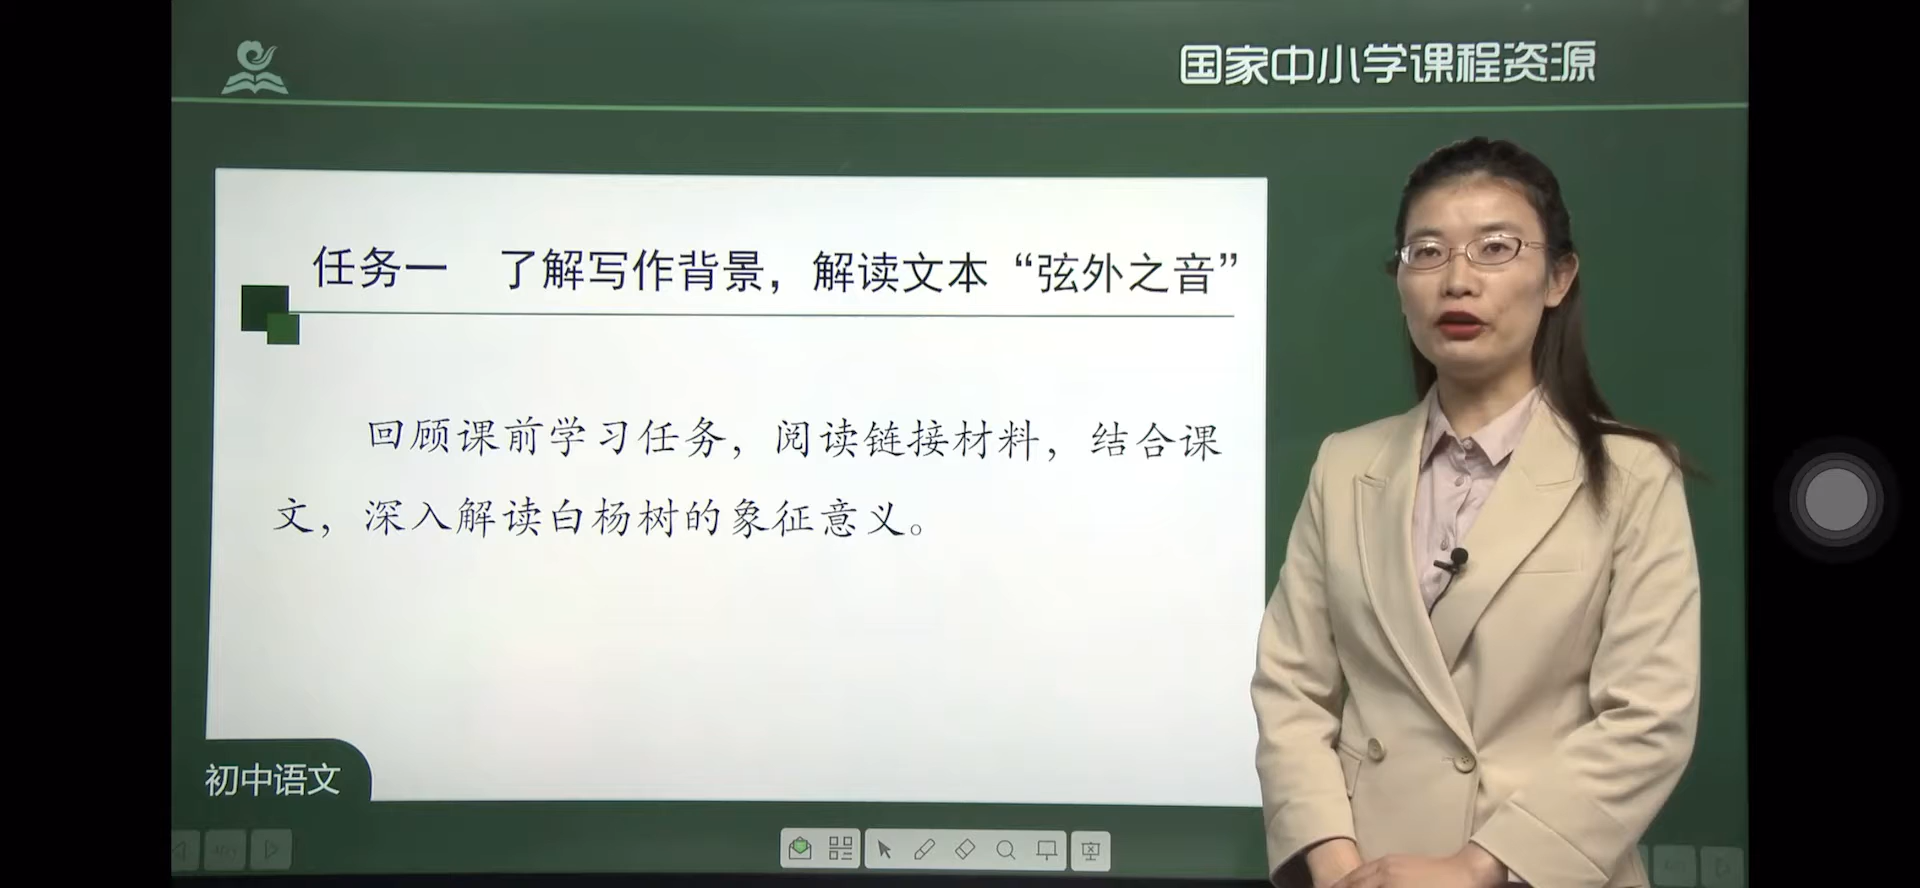 国家中小学课程资源
任务一 了解写作背景，解读文本“弦外之音”
回顾课前学习任务，阅读链接材料，结合课
文，深入解读白杨树的象征意义。
初中语文